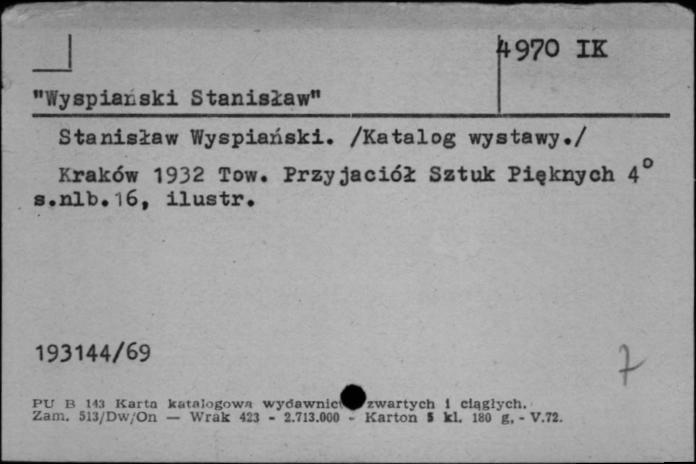 4970 IK
"Wyspiański Stanisław"
Stanisław Wyspiański. /Katalog wystawy./
Kraków 1932 Tow. Przyjaciół Sztuk Pięknych 4°
s.nlb.16, ilustr.
193144/69
7
PU B 143 Karta katalogowa wydawnic zwartych i ciągłych.
Zam. 513/Dw/On — Wrak 423 - 2.713.000 - Karton 5 kl. 180 g. - V.72.